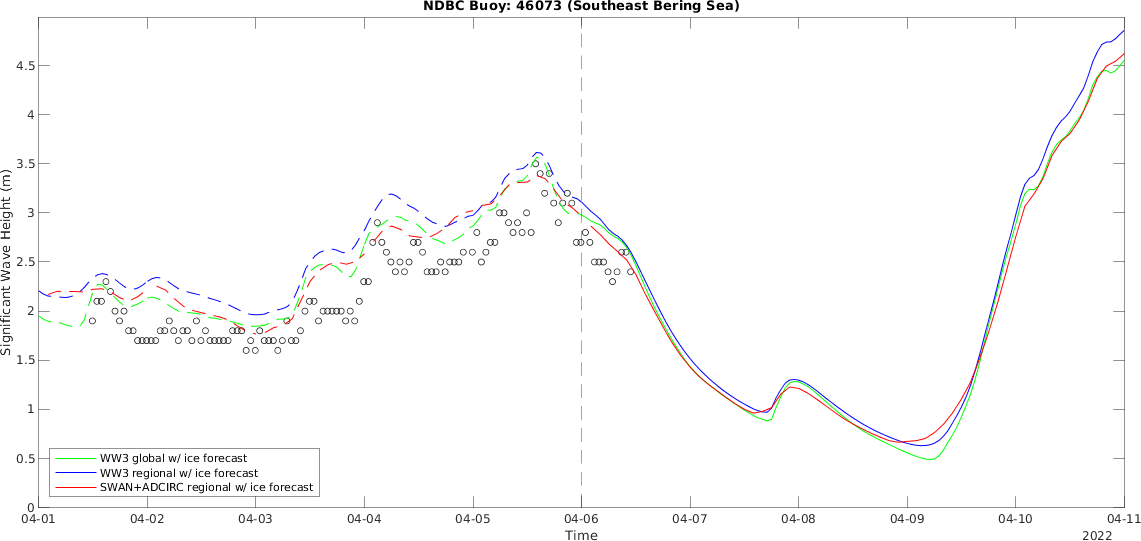 NDBC Buoy: 46073 (Southeast Bering Sea)
Significant Wave Height (m)
4.5
4
3.5
3
2.5
2
1.5
1
0.5
0
WW3 global w/ ice forecast
WW3 regional w/ ice forecast
SWAN+ADCIRC regional w/ ice forecast
04-01 04-02 04-03 04-04 04-05 04-06 04-07 04-08 04-09 04-10 04-11
Time
2022